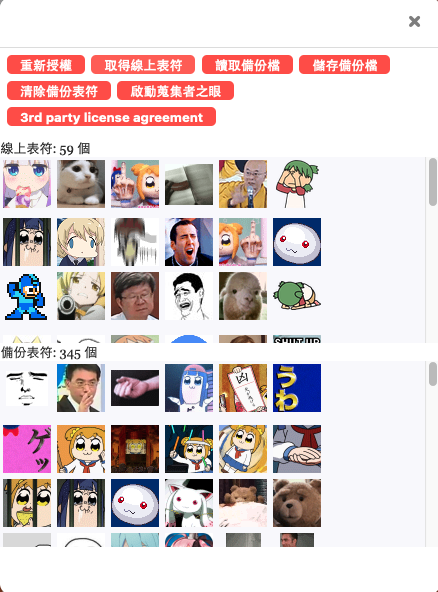 重新授權 取得線上表符 讀取備份檔 儲存備份檔
清除備份表符 啟動蒐集者之眼
3rd party license agreement
線上表符: 59 個
SHUT UP
備份表符: 345 個
凶
うわ
ゲッ